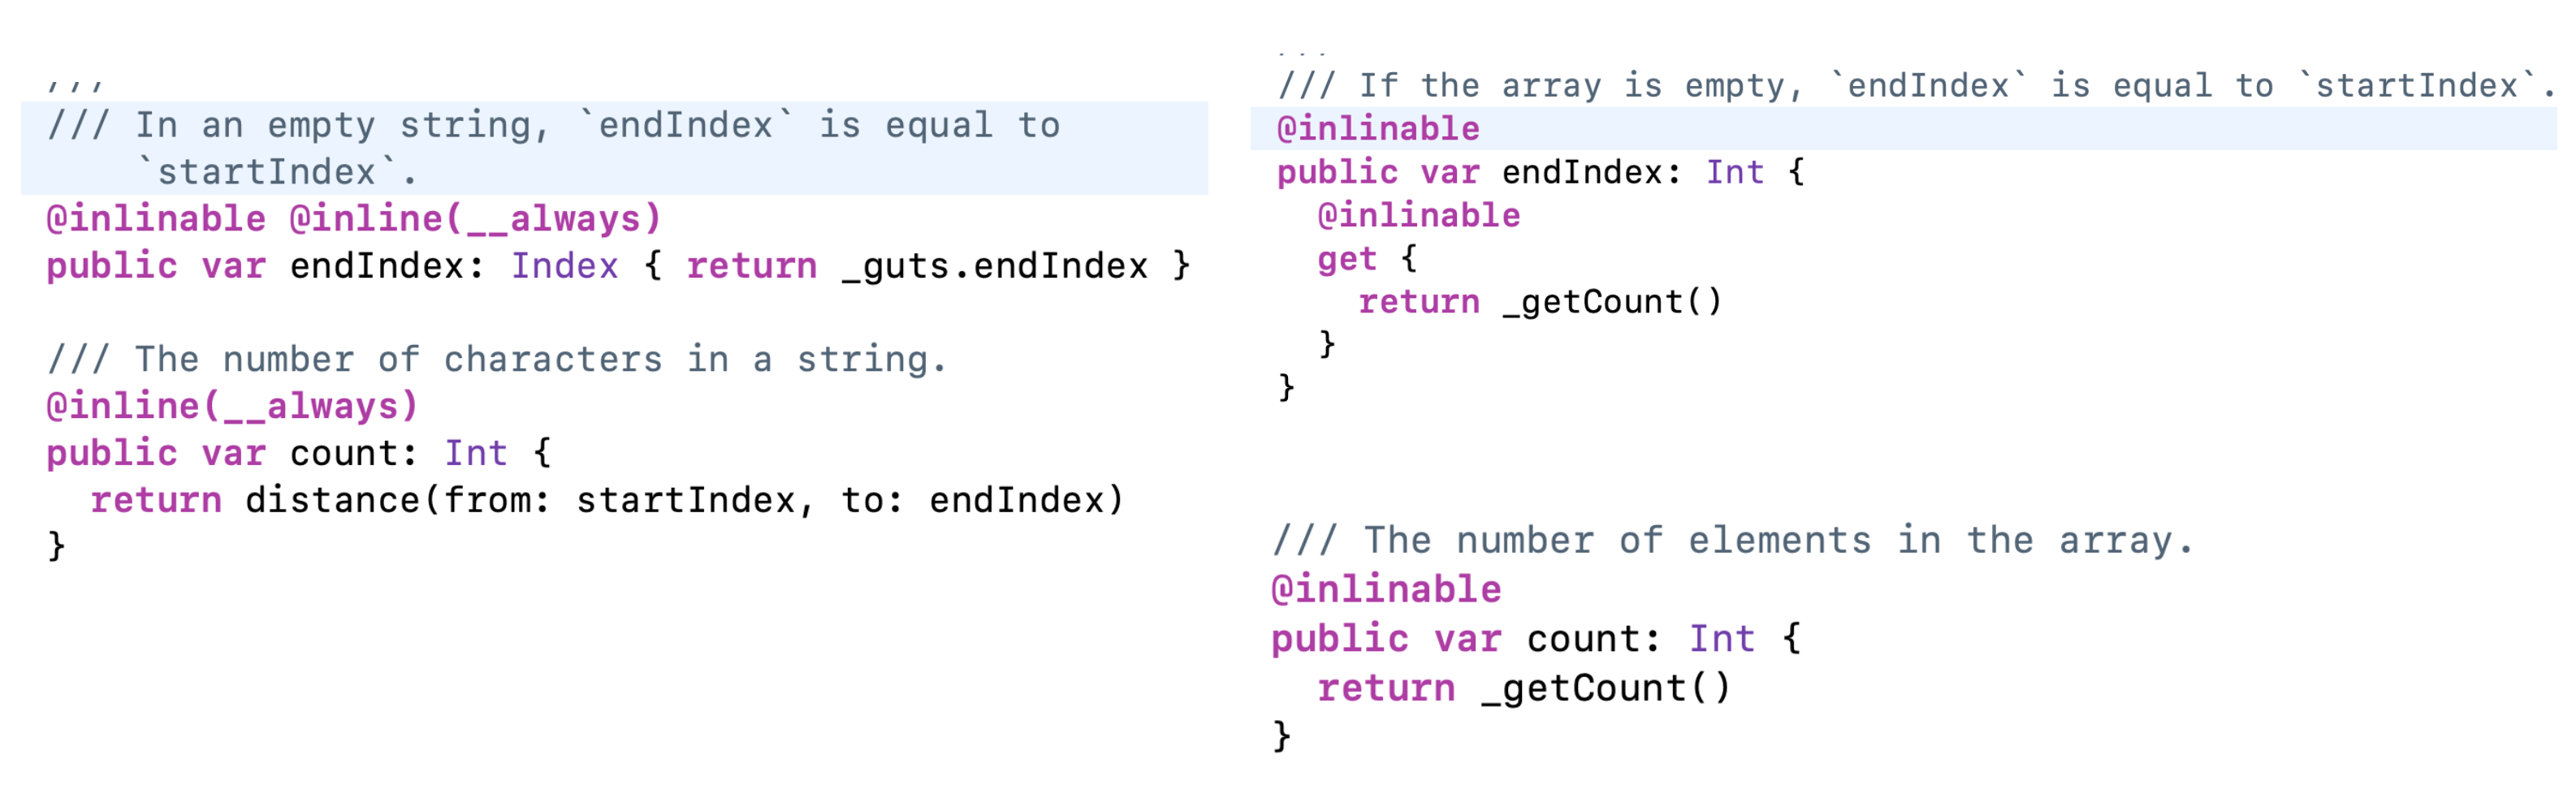 ///
/// In an empty string, `endIndex` is equal to
`startIndex`.
@inlinable @inline(__always)
public var endIndex: Index { return _guts.endIndex }
/// The number of characters in a string.
@inline(__always)
public var count: Int {
return distance(from: startIndex, to: endIndex)
}
///
/// If the array is empty, `endIndex` is equal to `startIndex`.
@inlinable
public var endIndex: Int {
@inlinable
get {
return _getCount()
}
}
/// The number of elements in the array.
@inlinable
public var count: Int {
return _getCount()
}